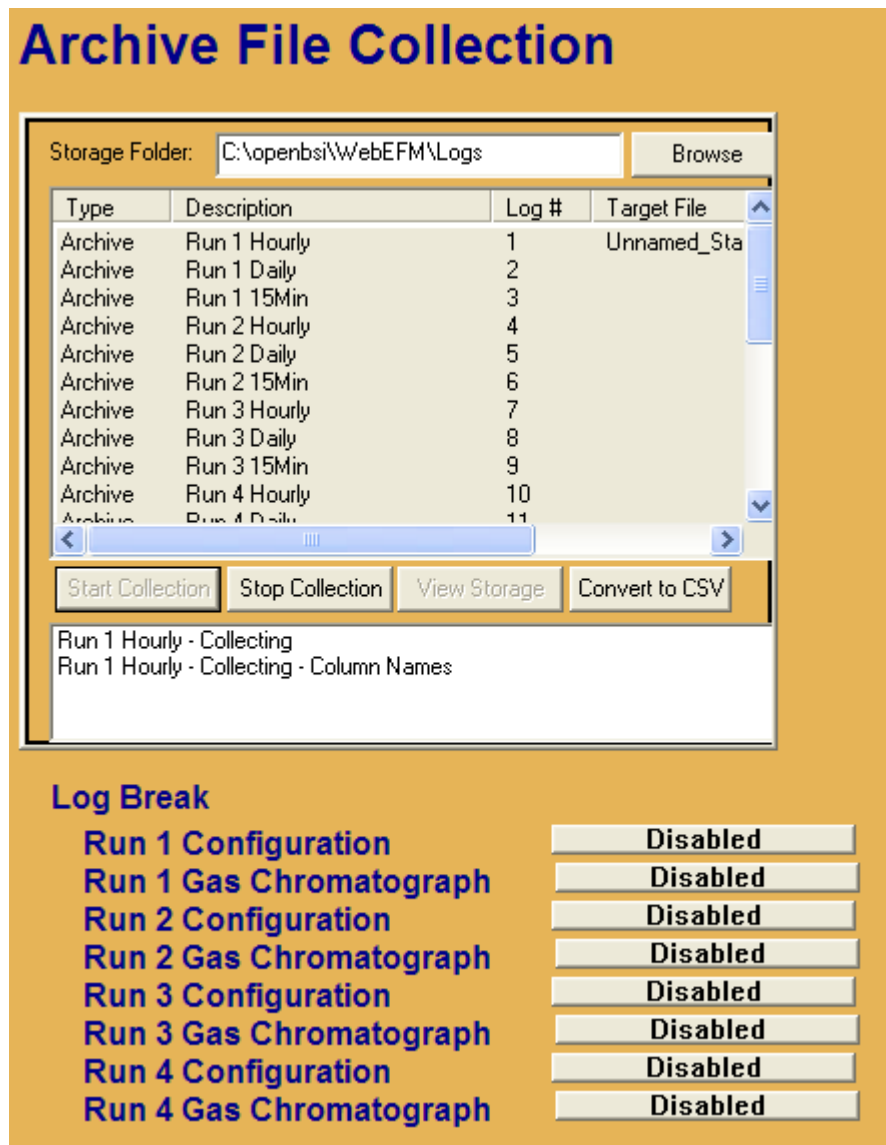 Archive File Collection
Storage Folder: C:\openbsi\WebEFM\Logs Browse
Type Description Log # Target File
Archive Run 1 Hourly 1 Unnamed_Sta
Archive Run 1 Daily 2
Archive Run 1 15Min 3
Archive Run 2 Hourly 4
Archive Run 2 Daily 5
Archive Run 2 15Min 6
Archive Run 3 Hourly 7
Archive Run 3 Daily 8
Archive Run 3 15Min 9
Archive Run 4 Hourly 10
Archive Run 4 Daily 11
Start Collection Stop Collection View Storage Convert to CSV
Run 1 Hourly - Collecting
Run 1 Hourly - Collecting - Column Names
Log Break
Run 1 Configuration Disabled
Run 1 Gas Chromatograph Disabled
Run 2 Configuration Disabled
Run 2 Gas Chromatograph Disabled
Run 3 Configuration Disabled
Run 3 Gas Chromatograph Disabled
Run 4 Configuration Disabled
Run 4 Gas Chromatograph Disabled